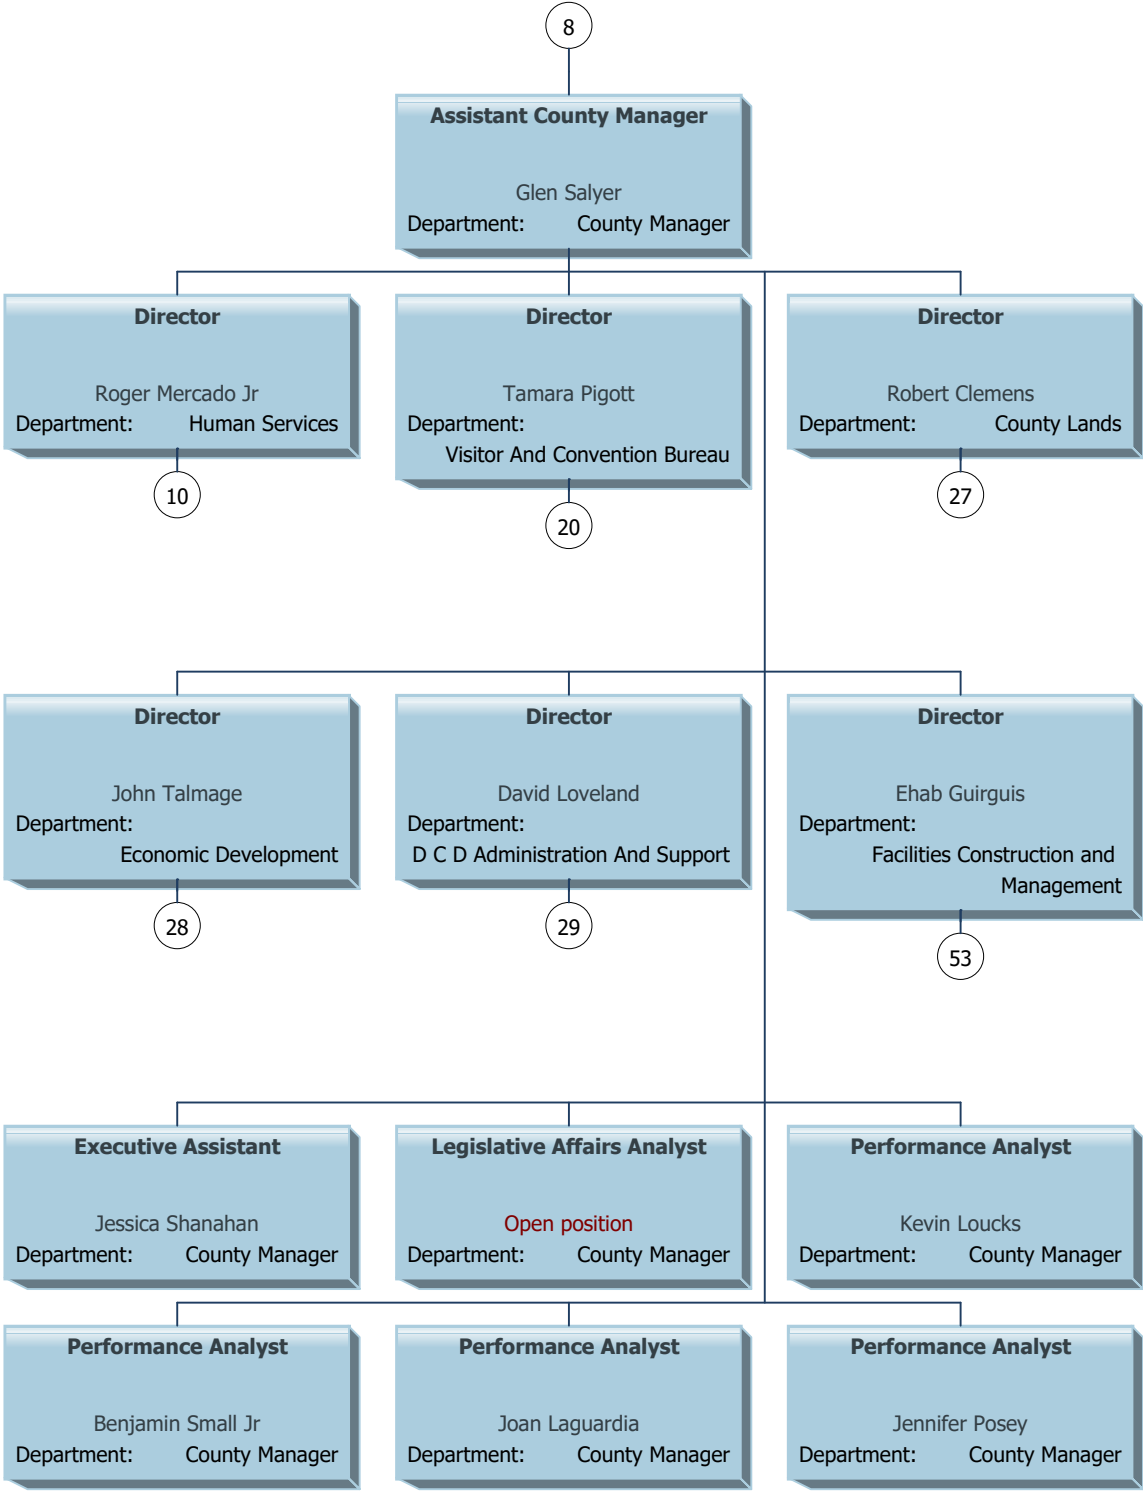 8
Assistant County Manager
Glen Salyer
Department: County Manager
Director
Roger Mercado Jr
Department: Human Services
10
Director
Tamara Pigott
Department:
Visitor And Convention Bureau
20
Director
Robert Clemens
Department: County Lands
27
Director
John Talmage
Department:
Economic Development
28
Director
David Loveland
Department:
D C D Administration And Support
29
Director
Ehab Guirguis
Department:
Facilities Construction and
Management
53
Executive Assistant
Jessica Shanahan
Department: County Manager
Legislative Affairs Analyst
Open position
Department: County Manager
Performance Analyst
Kevin Loucks
Department: County Manager
Performance Analyst
Benjamin Small Jr
Department: County Manager
Performance Analyst
Joan Laguardia
Department: County Manager
Performance Analyst
Jennifer Posey
Department: County Manager